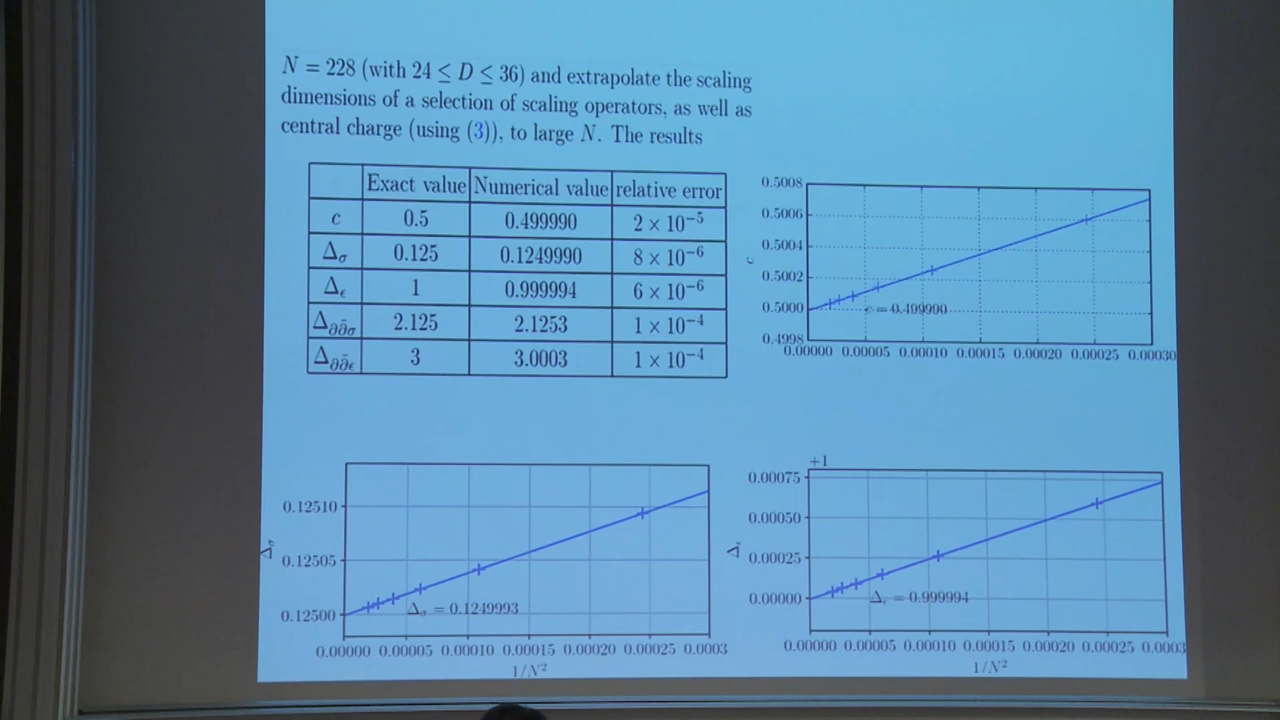 N = 228 (with 24 ≤ D ≤ 36) and extrapolate the scaling
dimensions of a selection of scaling operators, as well as
central charge (using (3)), to large N. The results
Exact value Numerical value relative error
c 0.5 0.499990 2 × 10⁻⁵
Δσ 0.125 0.1249990 8 × 10⁻⁶
Δϵ 1 0.999994 6 × 10⁻⁶
Δ∂∂̄σ 2.125 2.1253 1 × 10⁻⁴
Δ∂∂̄ϵ 3 3.0003 1 × 10⁻⁴
0.5008
0.5006
0.5004
0.5002
0.5000
0.4998
c
c = 0.499990
0.00000 0.00005 0.00010 0.00015 0.00020 0.00025 0.00030
0.12510
0.12505
0.12500
Δσ
Δσ = 0.1249993
0.00000 0.00005 0.00010 0.00015 0.00020 0.00025 0.0003
1/N²
+1
0.00075
0.00050
0.00025
0.00000
Δϵ
Δϵ = 0.999994
0.00000 0.00005 0.00010 0.00015 0.00020 0.00025 0.0003
1/N²